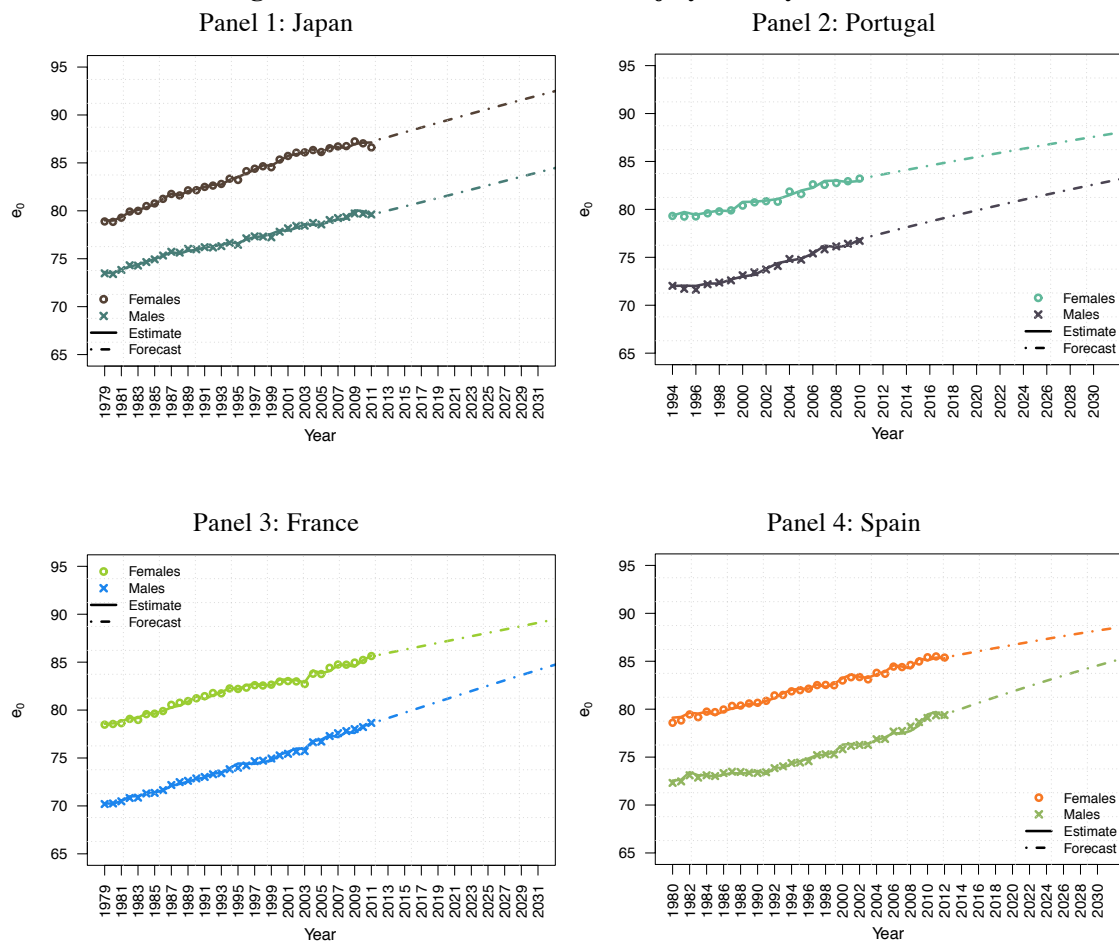 Panel 1: Japan
95
90
85
80
75
70
65
e0
Females
Males
Estimate
Forecast
1979 1981 1983 1985 1987 1989 1991 1993 1995 1997 1999 2001 2003 2005 2007 2009 2011 2013 2015 2017 2019 2021 2023 2025 2027 2029 2031
Year
Panel 2: Portugal
95
90
85
80
75
70
65
e0
Females
Males
Estimate
Forecast
1994 1996 1998 2000 2002 2004 2006 2008 2010 2012 2014 2016 2018 2020 2022 2024 2026 2028 2030
Year
Panel 3: France
95
90
85
80
75
70
65
e0
Females
Males
Estimate
Forecast
1979 1981 1983 1985 1987 1989 1991 1993 1995 1997 1999 2001 2003 2005 2007 2009 2011 2013 2015 2017 2019 2021 2023 2025 2027 2029 2031
Year
Panel 4: Spain
95
90
85
80
75
70
65
e0
Females
Males
Estimate
Forecast
1980 1982 1984 1986 1988 1990 1992 1994 1996 1998 2000 2002 2004 2006 2008 2010 2012 2014 2016 2018 2020 2022 2024 2026 2028 2030
Year